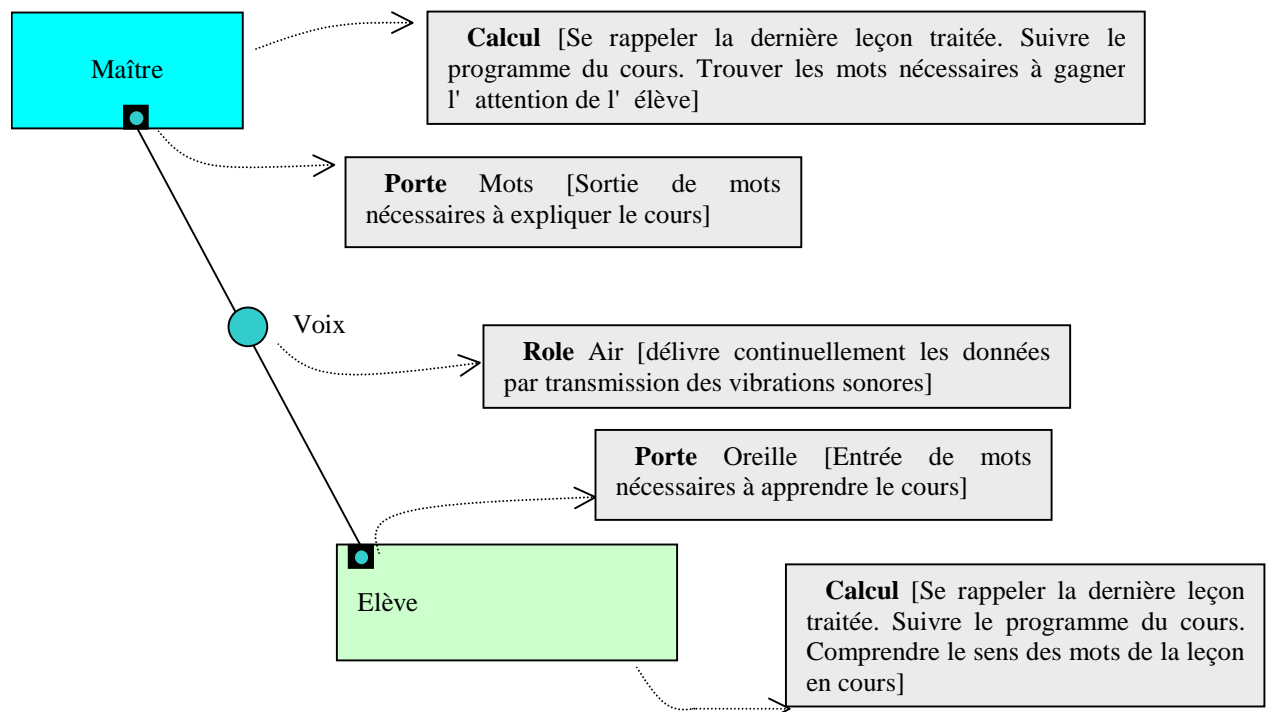 Maître
Calcul [Se rappeler la dernière leçon traitée. Suivre le
programme du cours. Trouver les mots nécessaires à gagner
l' attention de l' élève]
Porte Mots [Sortie de mots
nécessaires à expliquer le cours]
Voix
Role Air [délivre continuellement les données
par transmission des vibrations sonores]
Porte Oreille [Entrée de mots
nécessaires à apprendre le cours]
Elève
Calcul [Se rappeler la dernière leçon
traitée. Suivre le programme du cours.
Comprendre le sens des mots de la leçon
en cours]